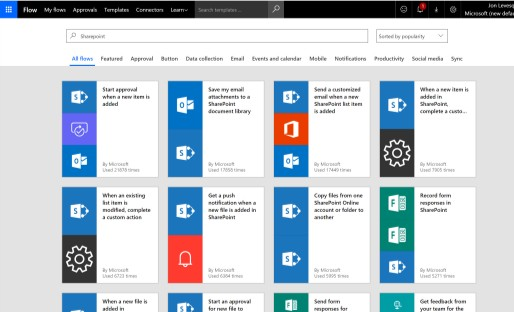 Flow My flows Approvals Templates Connectors Learn Search templates ...
Jon Levesq
Microsoft (new defau
Sharepoint
Sorted by popularity
All flows Featured Approval Button Data collection Email Events and calendar Mobile Notifications Productivity Social media Sync
Start approval
when a new item is
added
By Microsoft
Used 21878 times
Save my email
attachments to a
SharePoint
document library
By Microsoft
Used 17858 times
Send a customized
email when a new
SharePoint list item
is added
By Microsoft
Used 17449 times
When a new item is
added in
SharePoint,
complete a custo...
By Microsoft
Used 7905 times
When an existing
list item is
modified, complete
a custom action
By Microsoft
Used 6723 times
Get a push
notification when a
new file is added in
SharePoint
By Microsoft
Used 6384 times
Copy files from one
SharePoint Online
account or folder to
another
By Microsoft
Used 5995 times
Record form
responses in
SharePoint
By Microsoft
Used 5271 times
When a new file is
added in
Start an approval
for new file to
Send form
responses for
Get feedback from
your team for the